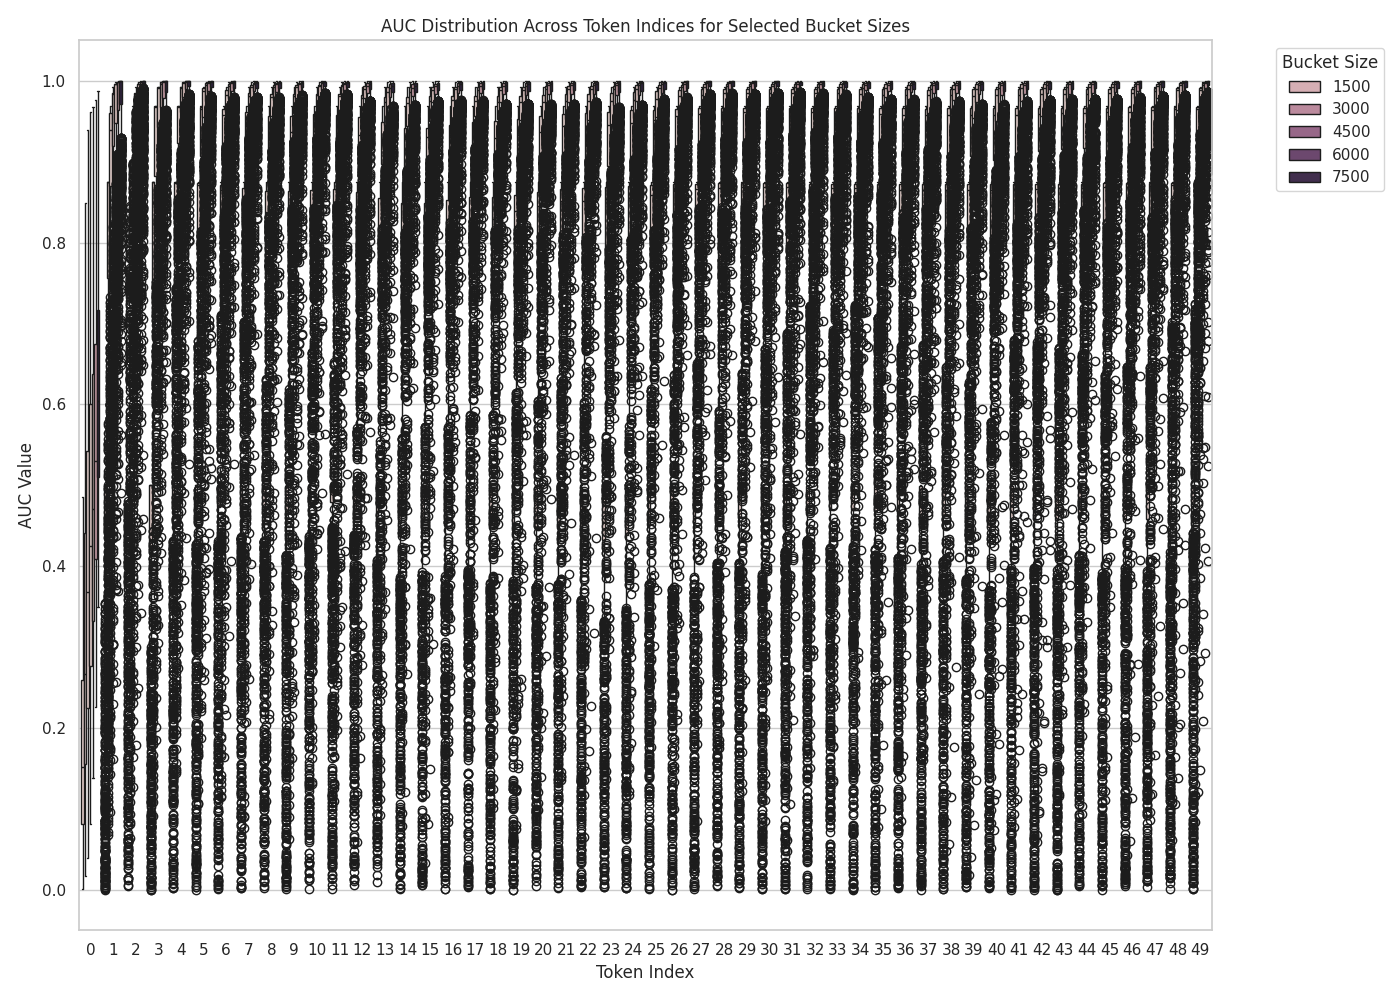 AUC Distribution Across Token Indices for Selected Bucket Sizes
Bucket Size
1500
3000
4500
6000
7500
AUC Value
1.0
0.8
0.6
0.4
0.2
0.0
0 1 2 3 4 5 6 7 8 9 10 11 12 13 14 15 16 17 18 19 20 21 22 23 24 25 26 27 28 29 30 31 32 33 34 35 36 37 38 39 40 41 42 43 44 45 46 47 48 49
Token Index